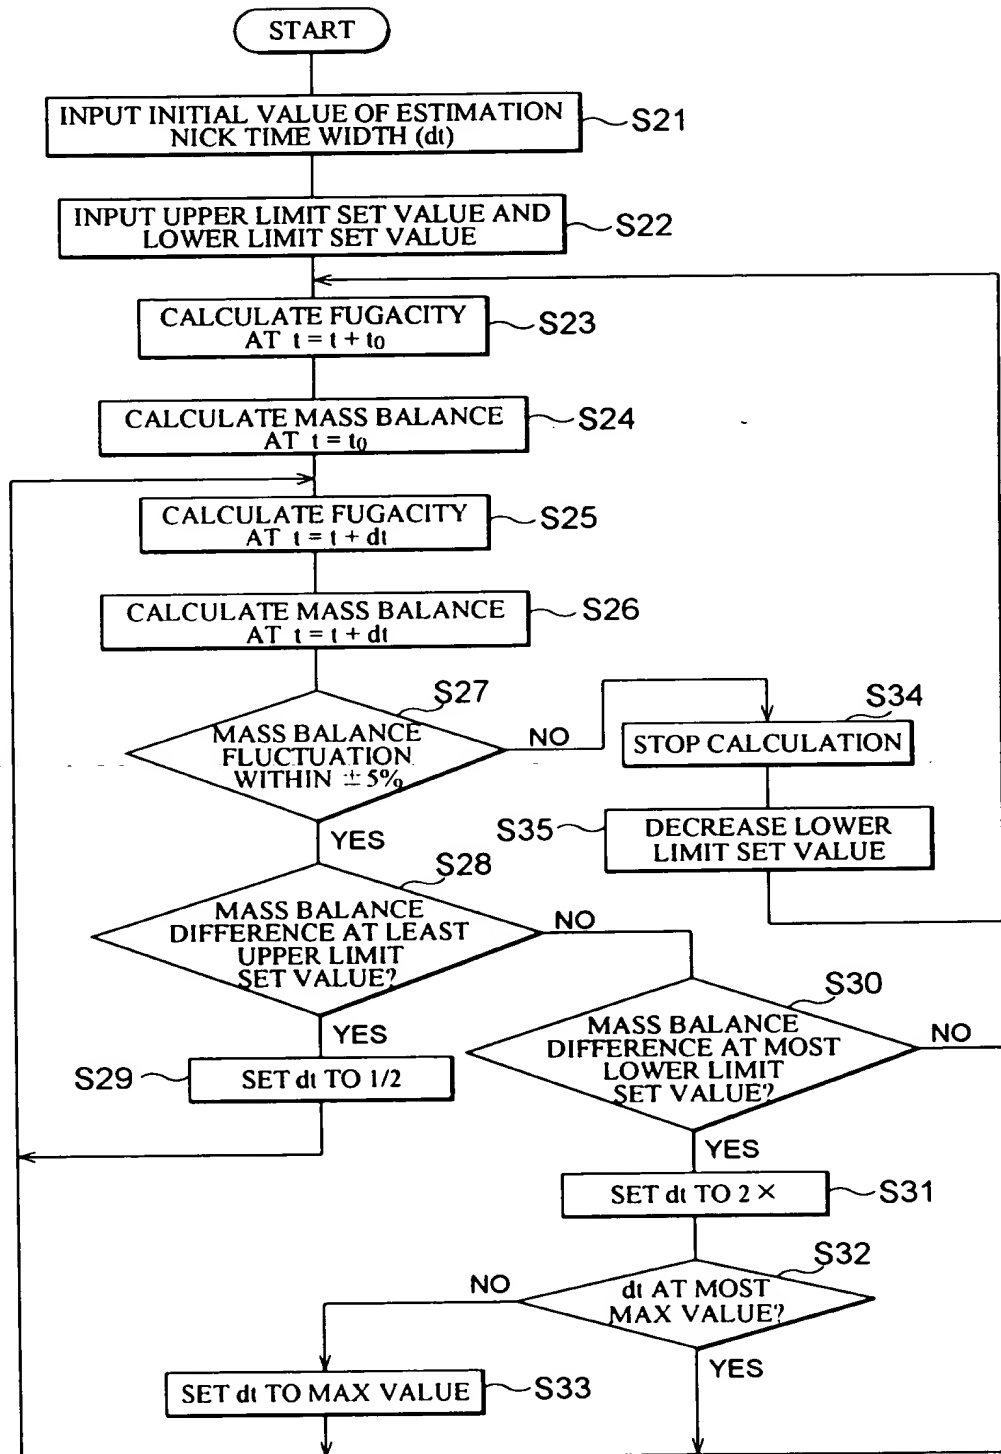 START
INPUT INITIAL VALUE OF ESTIMATION
NICK TIME WIDTH (dt)
S21
INPUT UPPER LIMIT SET VALUE AND
LOWER LIMIT SET VALUE
S22
CALCULATE FUGACITY
AT t = t + t0
S23
CALCULATE MASS BALANCE
AT t = t0
S24
CALCULATE FUGACITY
AT t = t + dt
S25
CALCULATE MASS BALANCE
AT t = t + dt
S26
S27
MASS BALANCE
FLUCTUATION
WITHIN ±5%
NO
YES
S34
STOP CALCULATION
S35
DECREASE LOWER
LIMIT SET VALUE
S28
MASS BALANCE
DIFFERENCE AT LEAST
UPPER LIMIT
SET VALUE?
NO
YES
S29
SET dt TO 1/2
S30
MASS BALANCE
DIFFERENCE AT MOST
LOWER LIMIT
SET VALUE?
NO
YES
SET dt TO 2 ×
S31
S32
dt AT MOST
MAX VALUE?
NO
YES
SET dt TO MAX VALUE
S33